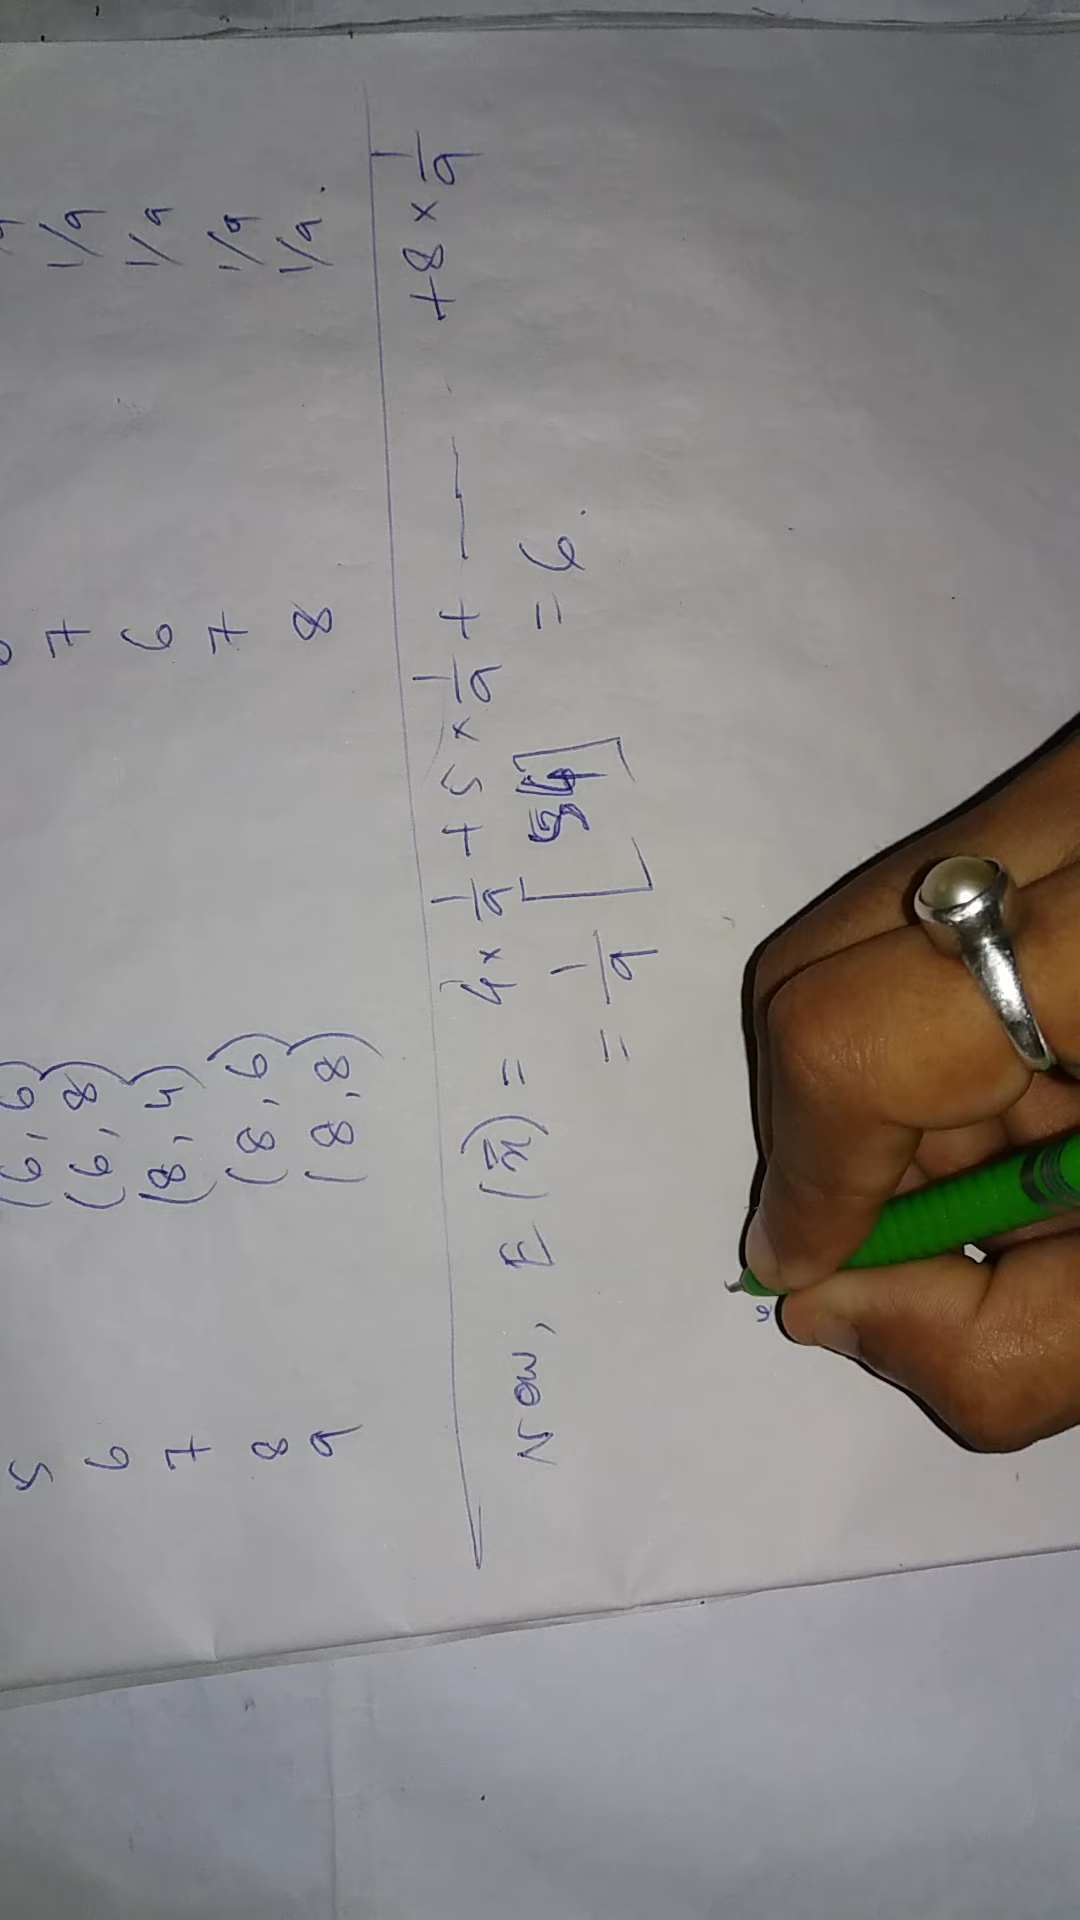 5 (6, 6) 1/9
6 (6, 8) 7 1/9
7 (8, 4) 6 1/9
8 (8, 6) 7 1/9
9 (8, 8) 8 1/9.
Now, E(x̄) = 4 × 1/9 + 5 × 1/9 + — +8 × 1/9
= 1/9 [54] = 6.